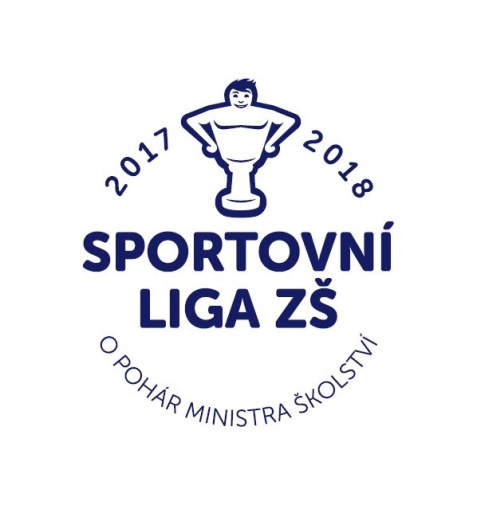 2017 2018
SPORTOVNÍ
LIGA ZŠ
O POHÁR MINISTRA ŠKOLSTVÍ